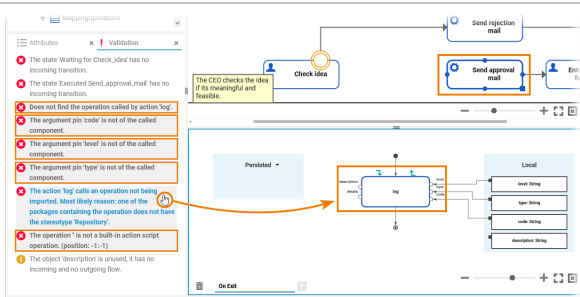 MappingOperations
Attributes
Validation
The state 'Waiting for Check_idea' has no
incoming transition.
The state 'Executed Send_approval_mail' has no
incoming transition.
Does not find the operation called by action 'log'.
The argument pin 'code' is not of the called
component.
The argument pin 'level' is not of the called
component.
The argument pin 'type' is not of the called
component.
The action 'log' calls an operation not being
imported. Most likely reason: one of the
packages containing the operation does not have
the stereotype 'Repository'.
The operation '' is not a built-in action script
operation. (position: -1:-1)
The object 'description' is unused, it has no
incoming and no outgoing flow.
Send rejection
mail
Check idea
Send approval
mail
The CEO checks the idea
if its meaningful and
feasible.
Persisted
description
details
log
level
type
code
Local
level: String
type: String
code: String
description: String
On Exit